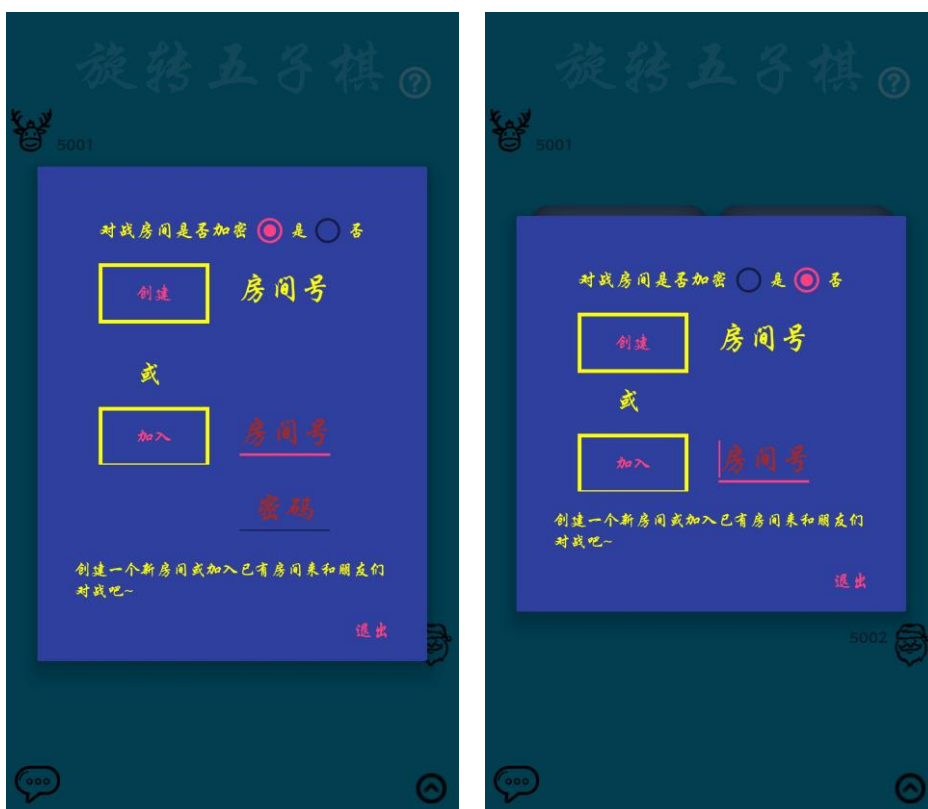 旋转五子棋
?
5001
对战房间是否加密 是 否
创建 房间号
或
加入 房间号
密码
创建一个新房间或加入已有房间来和朋友们
对战吧~
退出
旋转五子棋
?
5001
对战房间是否加密 是 否
创建 房间号
或
加入 房间号
创建一个新房间或加入已有房间来和朋友们
对战吧~
退出
5002